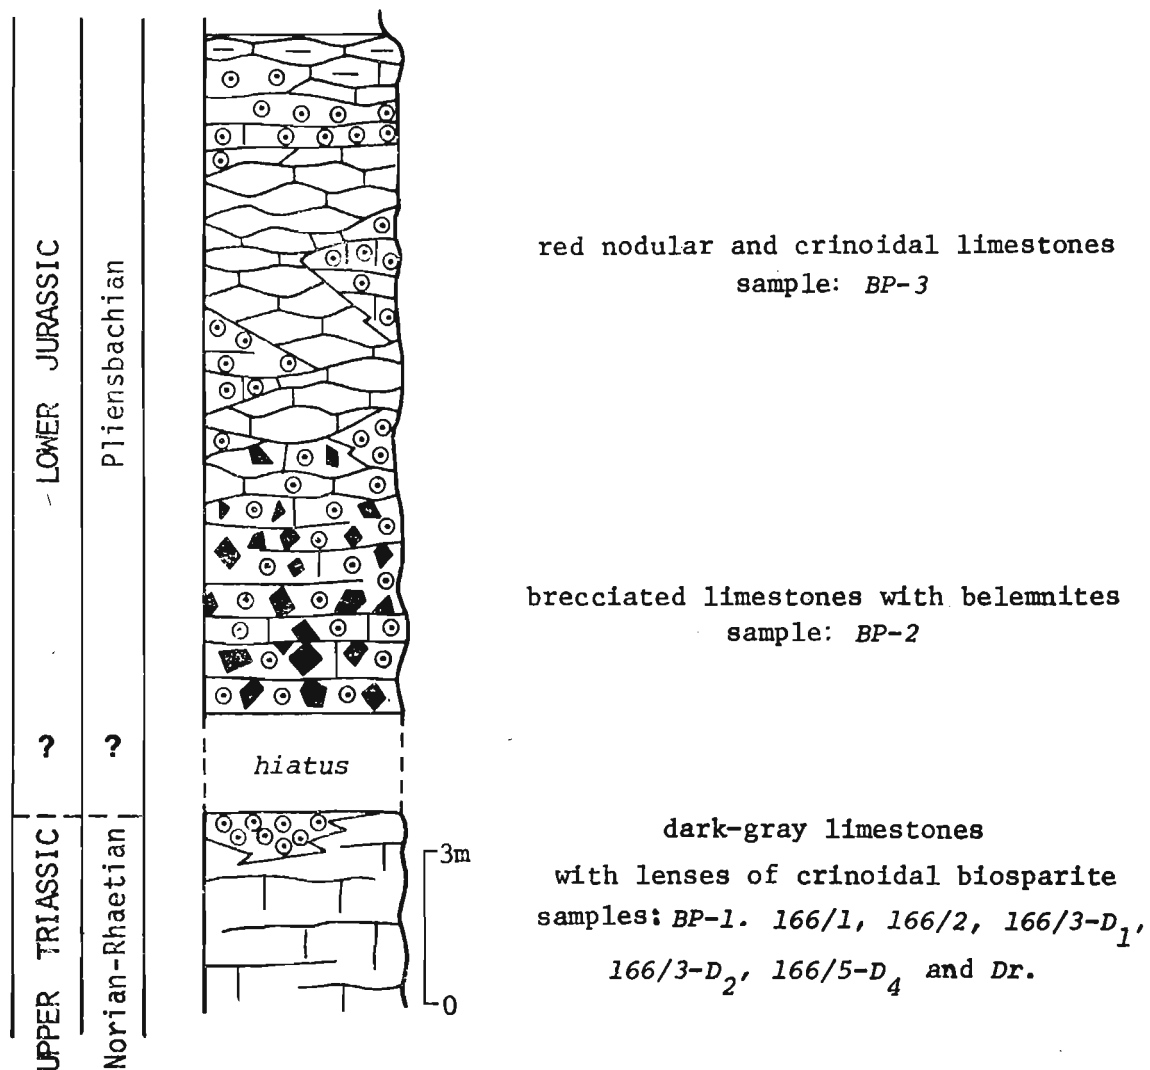 LOWER JURASSIC
Pliensbachian
red nodular and crinoidal limestones
sample: BP-3
brecciated limestones with belemnites
sample: BP-2
?
?
hiatus
UPPER TRIASSIC
Norian-Rhaetian
3m
0
dark-gray limestones
with lenses of crinoidal biosparite
samples: BP-1. 166/1, 166/2, 166/3-D1,
166/3-D2, 166/5-D4 and Dr.